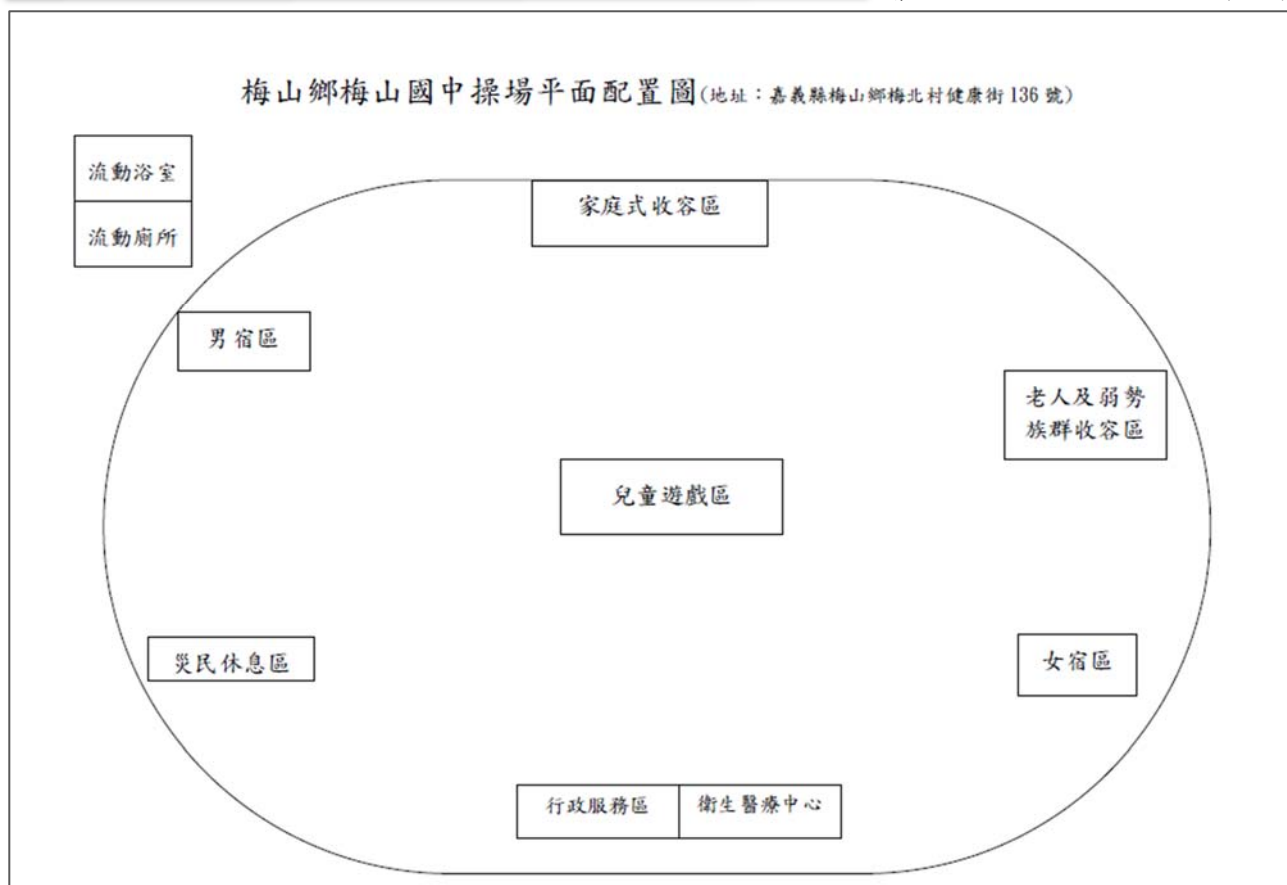 梅山鄉梅山國中操場平面配置圖(地址：嘉義縣梅山鄉梅北村健康街 136 號)
流動浴室
流動廁所
家庭式收容區
男宿區
老人及弱勢
族群收容區
兒童遊戲區
災民休息區
女宿區
行政服務區
衛生醫療中心